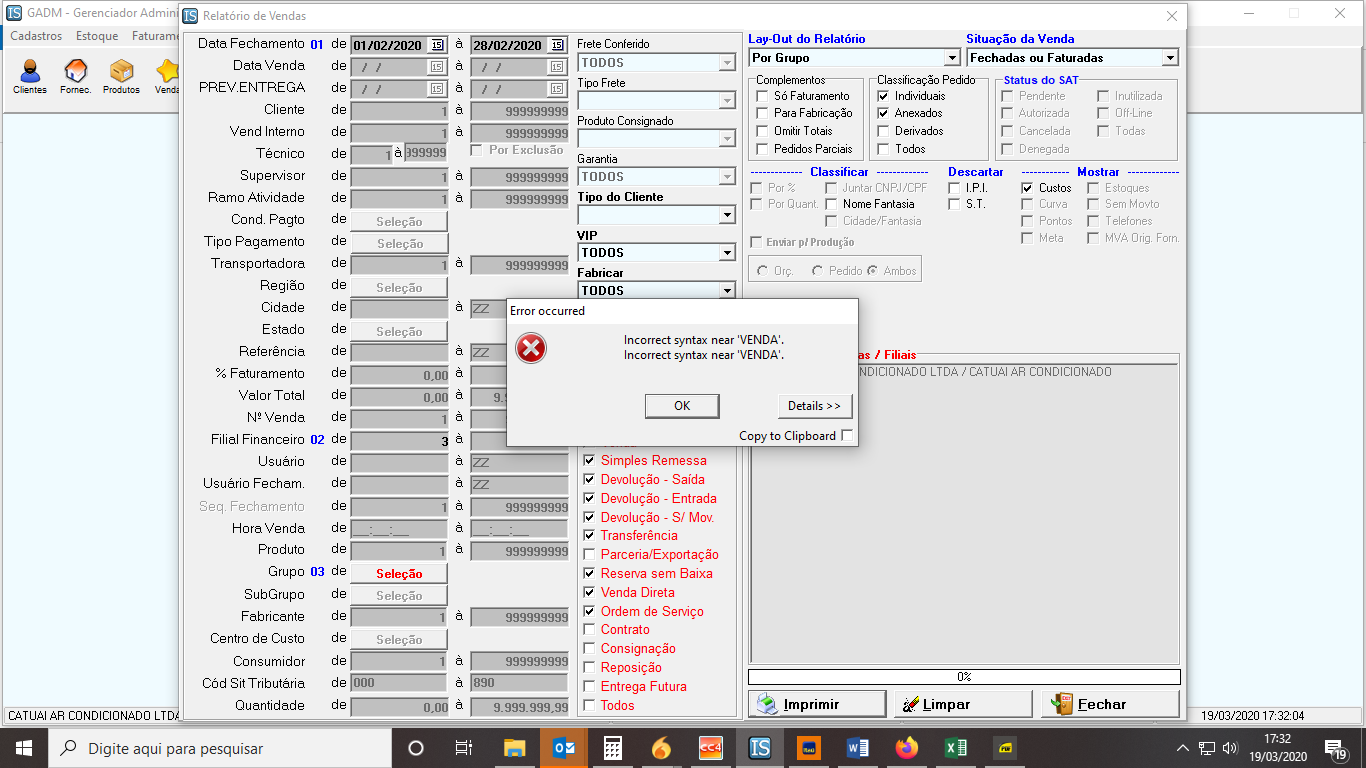 GADM - Gerenciador Admini
Relatório de Vendas
Cadastros Estoque Faturame
Clientes Fornec. Produtos Venda
Data Fechamento 01 de 01/02/2020 15 à 28/02/2020 15
Data Venda de / / 15 à / / 15
PREV.ENTREGA de / / 15 à / / 15
Cliente de 1 à 999999999
Vend Interno de 1 à 999999999
Técnico de 1 à 999999 Por Exclusão
Supervisor de 1 à 999999999
Ramo Atividade de 1 à 999999999
Cond. Pagto de Seleção
Tipo Pagamento de Seleção
Transportadora de 1 à 999999999
Região de Seleção
Cidade de à ZZ
Estado de Seleção
Referência de à ZZ
% Faturamento de 0,00 à
Valor Total de 0,00 à 9.9
Nº Venda de 1 à
Filial Financeiro 02 de 3 à
Usuário de à ZZ
Usuário Fecham. de à ZZ
Seq. Fechamento de 1 à 999999999
Hora Venda de __:__:__ à __:__:__
Produto de 1 à 999999999
Grupo 03 de Seleção
SubGrupo de Seleção
Fabricante de 1 à 999999999
Centro de Custo de Seleção
Consumidor de 1 à 999999999
Cód Sit Tributária de 000 à 890
Quantidade de 0,00 à 9.999.999,99
Frete Conferido
TODOS
Tipo Frete
Produto Consignado
Garantia
TODOS
Tipo do Cliente
VIP
TODOS
Fabricar
TODOS
Simples Remessa
Devolução - Saída
Devolução - Entrada
Devolução - S/ Mov.
Transferência
Parceria/Exportação
Reserva sem Baixa
Venda Direta
Ordem de Serviço
Contrato
Consignação
Reposição
Entrega Futura
Todos
Lay-Out do Relatório Situação da Venda
Por Grupo Fechadas ou Faturadas
Complementos
Só Faturamento
Para Fabricação
Omitir Totais
Pedidos Parciais
Classificação Pedido
Individuais
Anexados
Derivados
Todos
Status do SAT
Pendente Inutilizada
Autorizada Off-Line
Cancelada Todas
Denegada
------------ Classificar ------------ Descartar ------------ Mostrar ------------
Por % Juntar CNPJ/CPF I.P.I. Custos Estoques
Por Quant. Nome Fantasia S.T. Curva Sem Movto
Cidade/Fantasia Pontos Telefones
Enviar p/ Produção Meta MVA Orig. Forn.
Orç. Pedido Ambos
as / Filiais
NDICIONADO LTDA / CATUAI AR CONDICIONADO
Error occurred
Incorrect syntax near 'VENDA'.
Incorrect syntax near 'VENDA'.
OK Details >>
Copy to Clipboard
0%
Imprimir Limpar Fechar
CATUAI AR CONDICIONADO LTDA 19/03/2020 17:32:04
Digite aqui para pesquisar
CC4
IS
17:32
19/03/2020
19